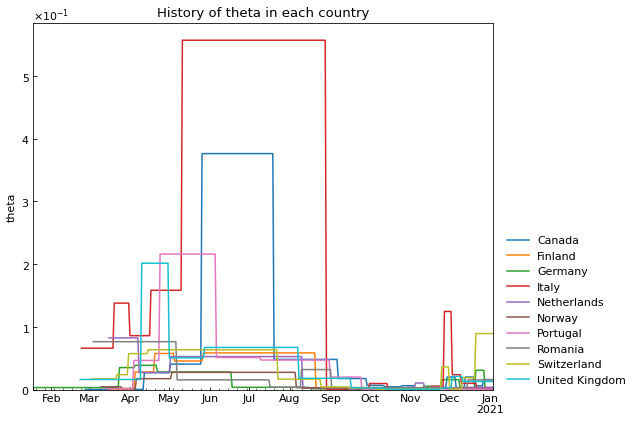 History of theta in each country
×10⁻¹
5
4
3
2
1
0
theta
Feb Mar Apr May Jun Jul Aug Sep Oct Nov Dec Jan
2021
Canada
Finland
Germany
Italy
Netherlands
Norway
Portugal
Romania
Switzerland
United Kingdom